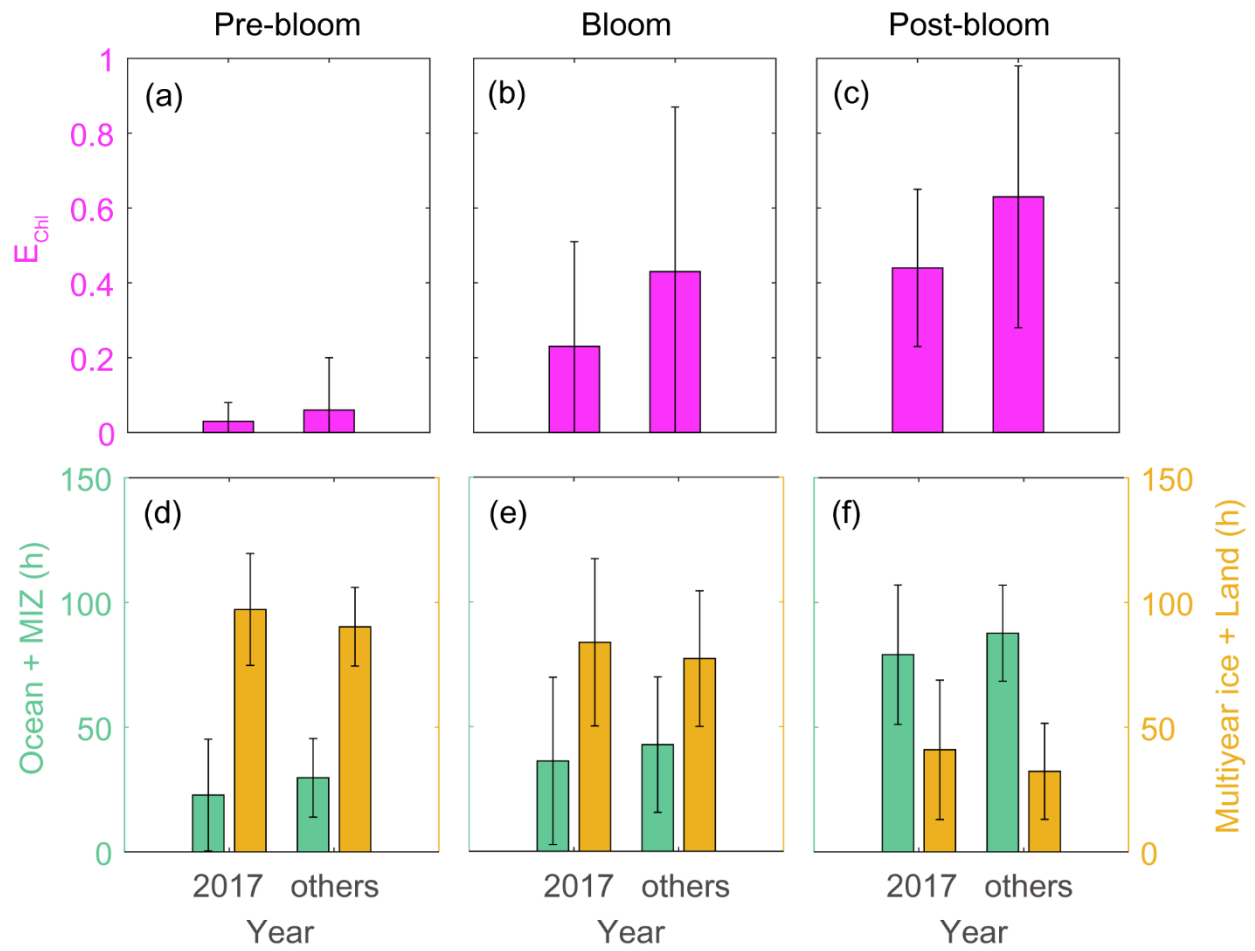 Pre-bloom Bloom Post-bloom
(a) (b) (c)
1
0.8
0.6
0.4
0.2
0
E_Chl
(d) (e) (f)
150 150
100 100
50 50
0 0
Ocean + MIZ (h)
Multiyear ice + Land (h)
2017 others 2017 others 2017 others
Year Year Year